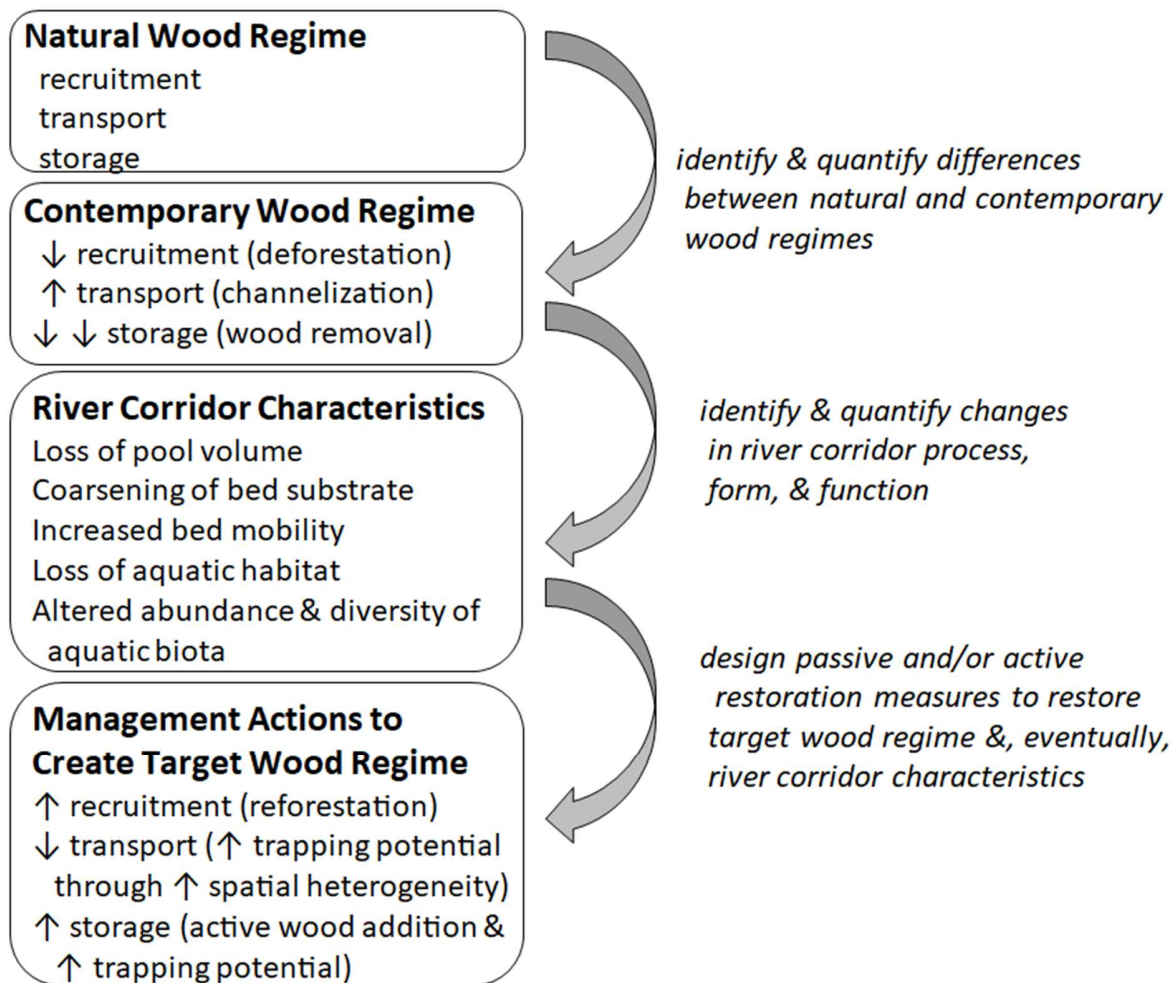 Natural Wood Regime
recruitment
transport
storage
identify & quantify differences
between natural and contemporary
wood regimes
Contemporary Wood Regime
↓ recruitment (deforestation)
↑ transport (channelization)
↓ ↓ storage (wood removal)
River Corridor Characteristics
Loss of pool volume
Coarsening of bed substrate
Increased bed mobility
Loss of aquatic habitat
Altered abundance & diversity of
aquatic biota
identify & quantify changes
in river corridor process,
form, & function
Management Actions to
Create Target Wood Regime
↑ recruitment (reforestation)
↓ transport (↑ trapping potential
through ↑ spatial heterogeneity)
↑ storage (active wood addition &
↑ trapping potential)
design passive and/or active
restoration measures to restore
target wood regime &, eventually,
river corridor characteristics